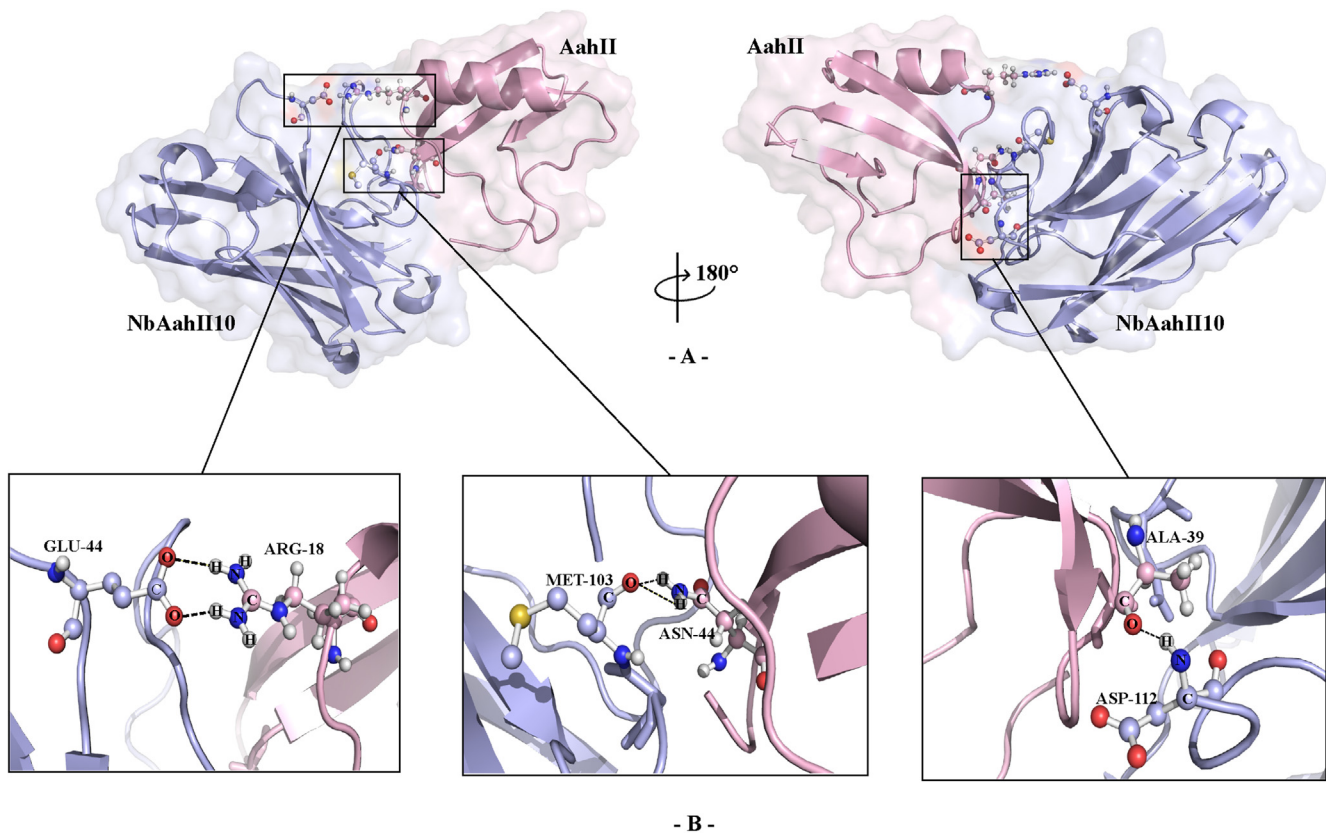 AahII
AahII
180°
NbAahII10
NbAahII10
- A -
GLU-44
O
H
H
N
ARG-18
O
H
N
C
H
C
MET-103
O
H
N
C
H
C
ASN-44
ALA-39
C
O
H
N
ASP-112
C
- B -